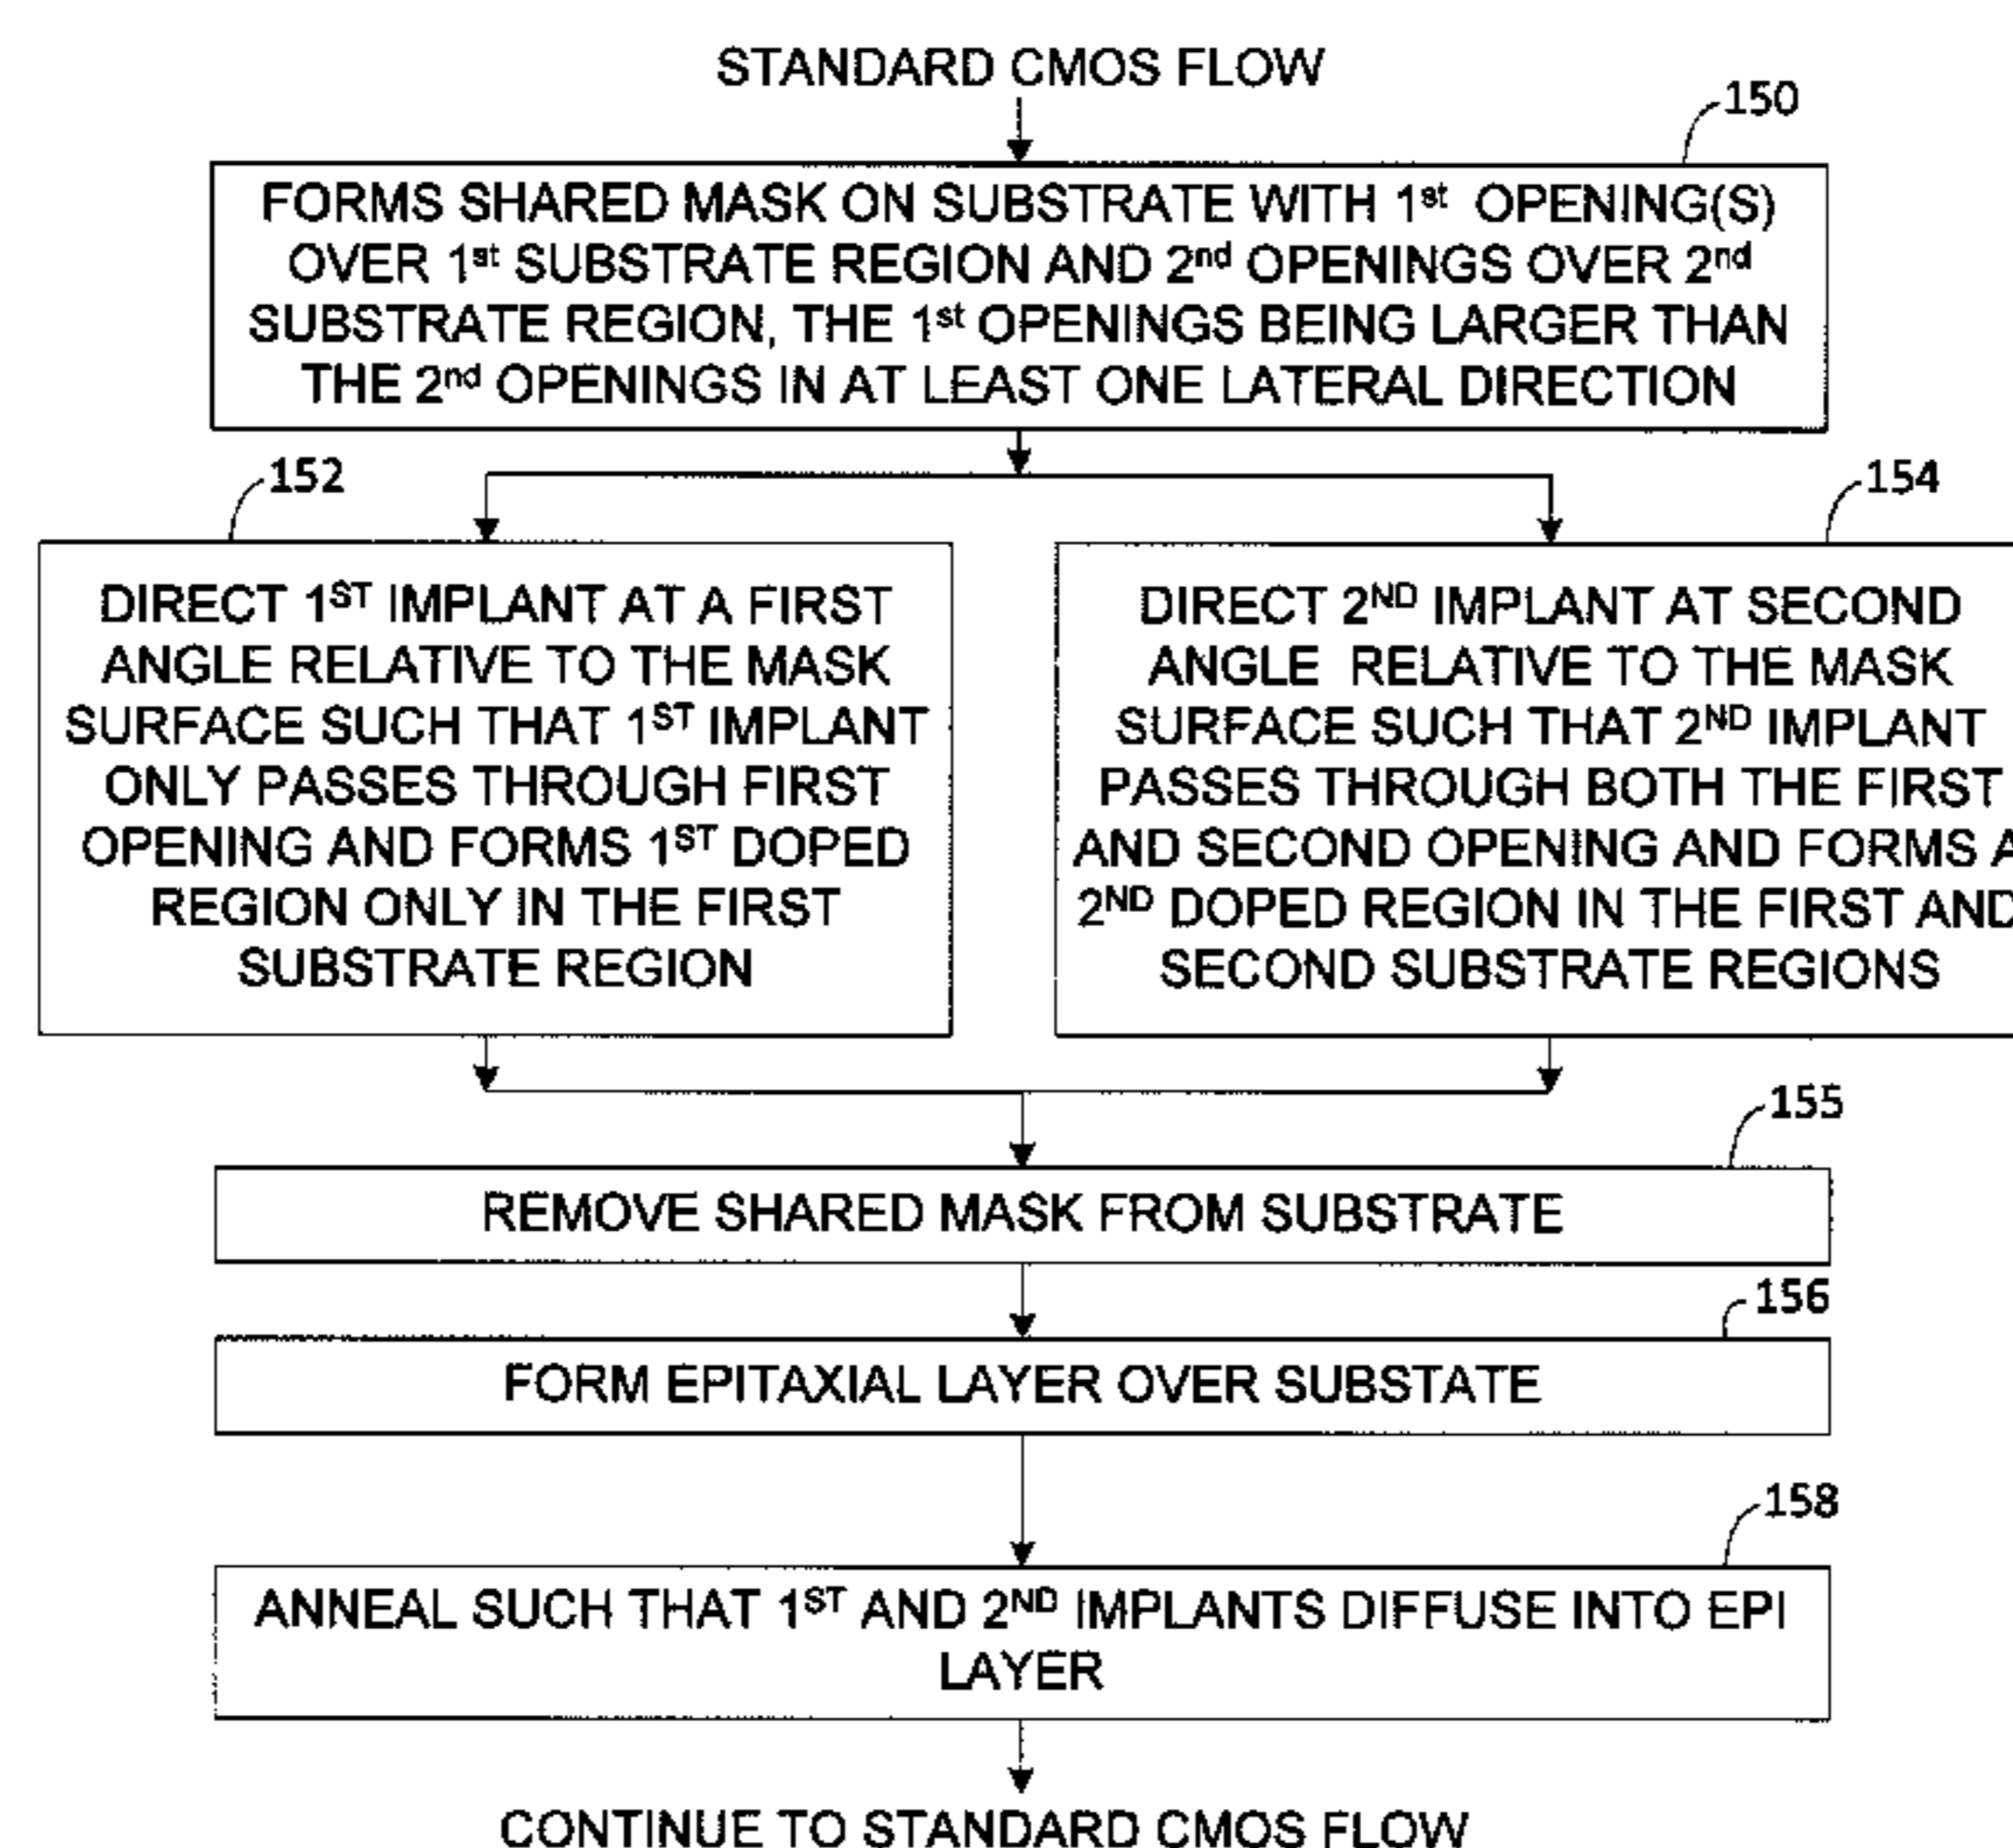 STANDARD CMOS FLOW
150
FORMS SHARED MASK ON SUBSTRATE WITH 1st OPENING(S)
OVER 1st SUBSTRATE REGION AND 2nd OPENINGS OVER 2nd
SUBSTRATE REGION, THE 1st OPENINGS BEING LARGER THAN
THE 2nd OPENINGS IN AT LEAST ONE LATERAL DIRECTION
152
DIRECT 1ST IMPLANT AT A FIRST
ANGLE RELATIVE TO THE MASK
SURFACE SUCH THAT 1ST IMPLANT
ONLY PASSES THROUGH FIRST
OPENING AND FORMS 1ST DOPED
REGION ONLY IN THE FIRST
SUBSTRATE REGION
154
DIRECT 2ND IMPLANT AT SECOND
ANGLE RELATIVE TO THE MASK
SURFACE SUCH THAT 2ND IMPLANT
PASSES THROUGH BOTH THE FIRST
AND SECOND OPENING AND FORMS A
2ND DOPED REGION IN THE FIRST AND
SECOND SUBSTRATE REGIONS
155
REMOVE SHARED MASK FROM SUBSTRATE
156
FORM EPITAXIAL LAYER OVER SUBSTATE
158
ANNEAL SUCH THAT 1ST AND 2ND IMPLANTS DIFFUSE INTO EPI
LAYER
CONTINUE TO STANDARD CMOS FLOW